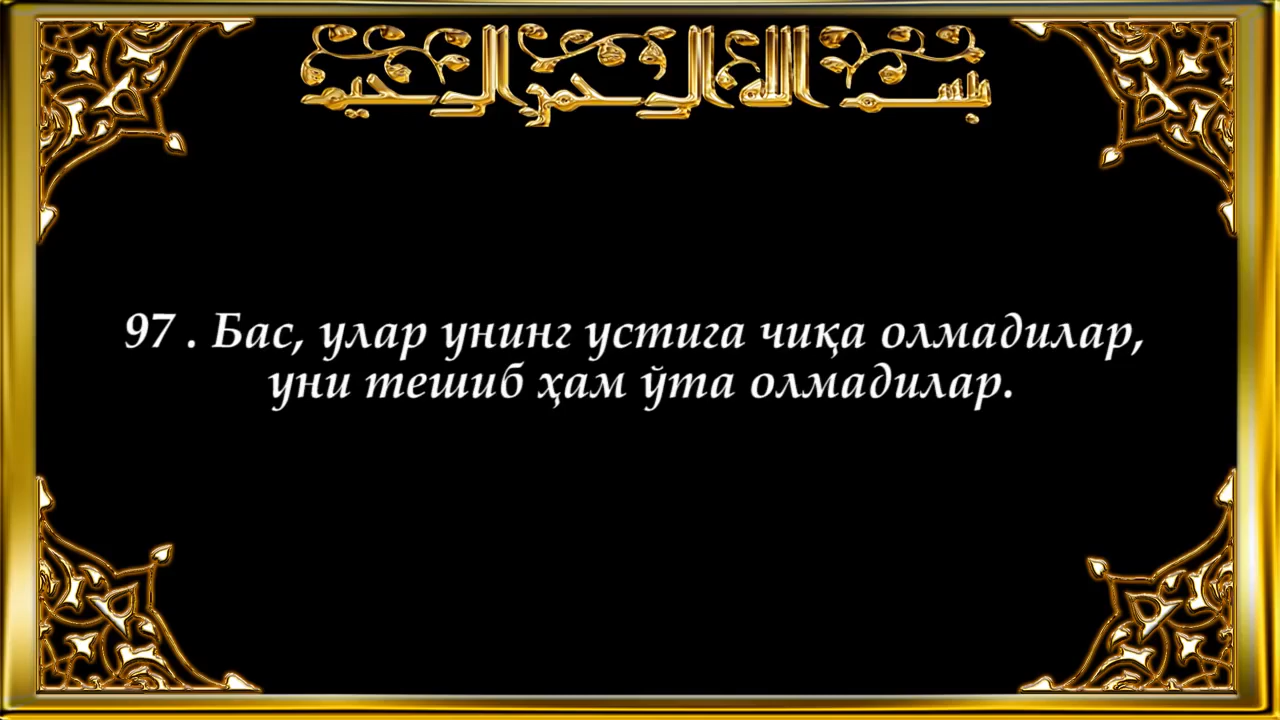 بسم الله الرحمن الرحيم
97 . Бас, улар унинг устига чиқа олмадилар,
уни тешиб ҳам ўта олмадилар.